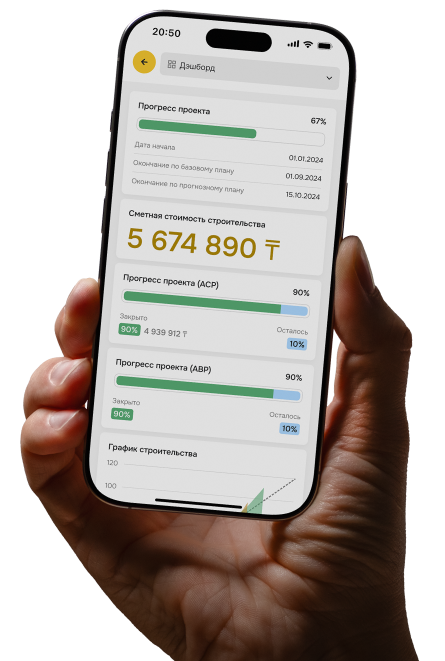 20:50
Дэшборд
Прогресс проекта 67%
Дата начала 01.01.2024
Окончание по базовому плану 01.09.2024
Окончание по прогнозному плану 15.10.2024
Сметная стоимость строительства
5 674 890 ₸
Прогресс проекта (АСР) 90%
Закрыто Осталось
90% 4 939 912 ₸ 10%
Прогресс проекта (АВР) 90%
Закрыто Осталось
90% 10%
График строительства
120
100